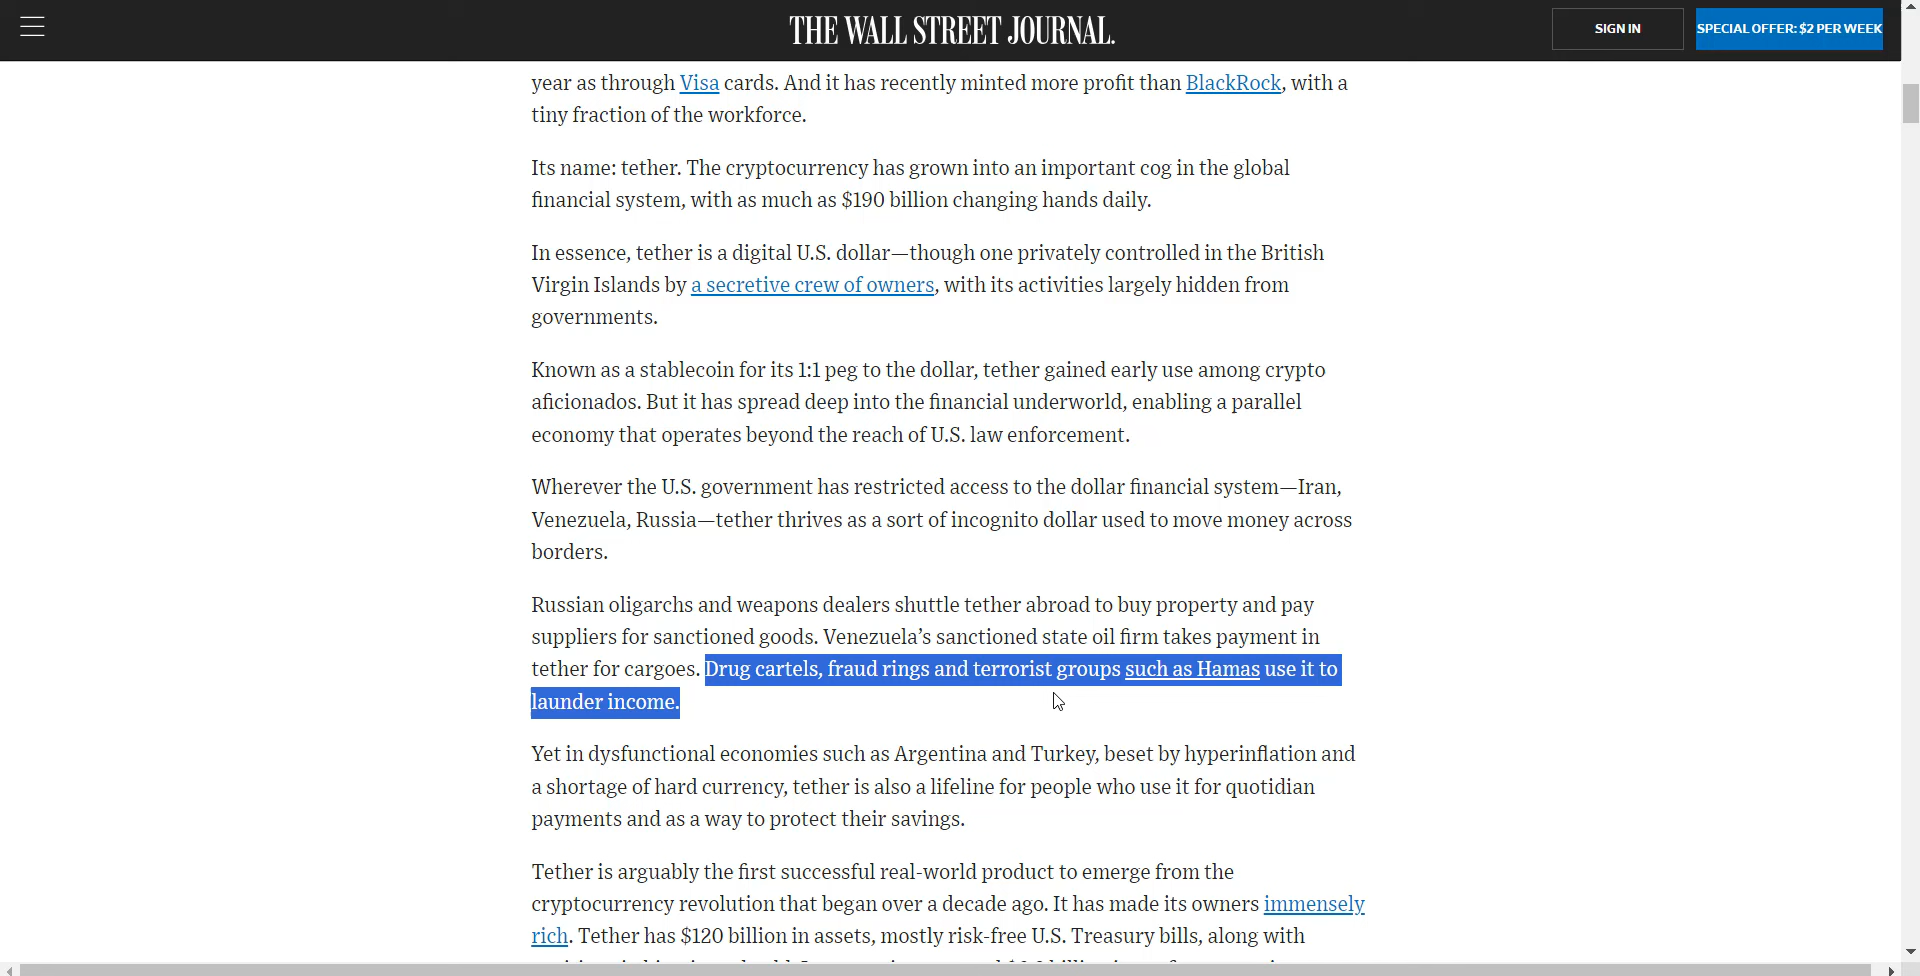 THE WALL STREET JOURNAL.
SIGN IN
SPECIAL OFFER: $2 PER WEEK
year as through Visa cards. And it has recently minted more profit than BlackRock, with a
tiny fraction of the workforce.
Its name: tether. The cryptocurrency has grown into an important cog in the global
financial system, with as much as $190 billion changing hands daily.
In essence, tether is a digital U.S. dollar—though one privately controlled in the British
Virgin Islands by a secretive crew of owners, with its activities largely hidden from
governments.
Known as a stablecoin for its 1:1 peg to the dollar, tether gained early use among crypto
aficionados. But it has spread deep into the financial underworld, enabling a parallel
economy that operates beyond the reach of U.S. law enforcement.
Wherever the U.S. government has restricted access to the dollar financial system—Iran,
Venezuela, Russia—tether thrives as a sort of incognito dollar used to move money across
borders.
Russian oligarchs and weapons dealers shuttle tether abroad to buy property and pay
suppliers for sanctioned goods. Venezuela’s sanctioned state oil firm takes payment in
tether for cargoes. Drug cartels, fraud rings and terrorist groups such as Hamas use it to
launder income.
Yet in dysfunctional economies such as Argentina and Turkey, beset by hyperinflation and
a shortage of hard currency, tether is also a lifeline for people who use it for quotidian
payments and as a way to protect their savings.
Tether is arguably the first successful real-world product to emerge from the
cryptocurrency revolution that began over a decade ago. It has made its owners immensely
rich. Tether has $120 billion in assets, mostly risk-free U.S. Treasury bills, along with